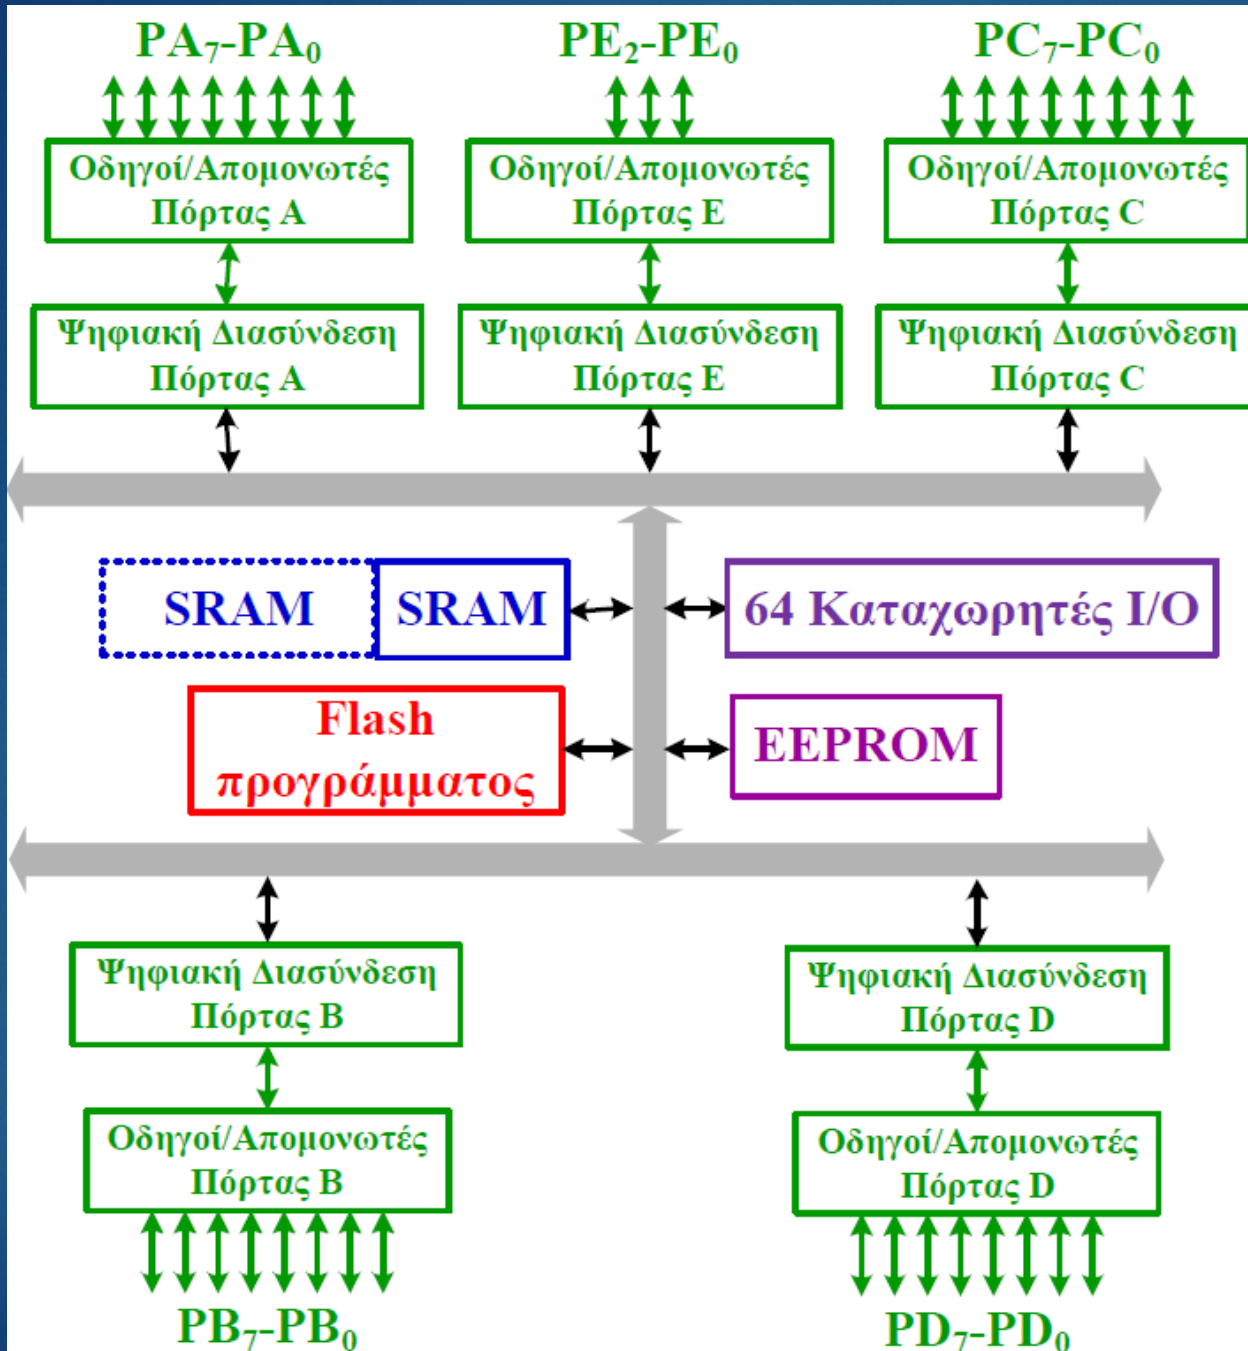 PA₇-PA₀
PE₂-PE₀
PC₇-PC₀
Οδηγοί/Απομονωτές
Πόρτας A
Οδηγοί/Απομονωτές
Πόρτας E
Οδηγοί/Απομονωτές
Πόρτας C
Ψηφιακή Διασύνδεση
Πόρτας A
Ψηφιακή Διασύνδεση
Πόρτας E
Ψηφιακή Διασύνδεση
Πόρτας C
SRAM
SRAM
64 Καταχωρητές I/O
Flash
προγράμματος
EEPROM
Ψηφιακή Διασύνδεση
Πόρτας B
Ψηφιακή Διασύνδεση
Πόρτας D
Οδηγοί/Απομονωτές
Πόρτας B
Οδηγοί/Απομονωτές
Πόρτας D
PB₇-PB₀
PD₇-PD₀